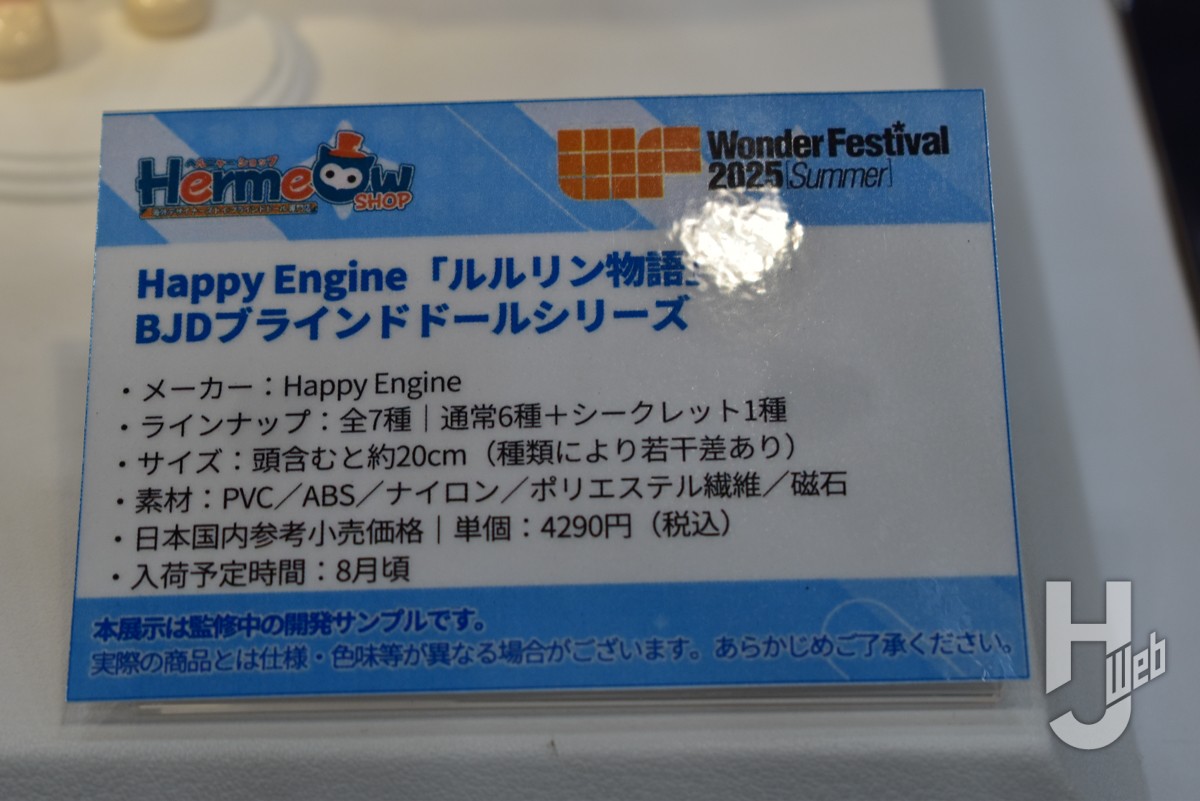 ハーミーショップ
HermeOw
SHOP
Wonder Festival
2025[Summer]
Happy Engine「ルルリン物語」
BJDブラインドドールシリーズ
・メーカー：Happy Engine
・ラインナップ：全7種｜通常6種＋シークレット1種
・サイズ：頭含むと約20cm（種類により若干差あり）
・素材：PVC／ABS／ナイロン／ポリエステル繊維／磁石
・日本国内参考小売価格｜単個：4290円（税込）
・入荷予定時間：8月頃
本展示は監修中の開発サンプルです。
実際の商品とは仕様・色味等が異なる場合がございます。あらかじめご了承ください。
HJ Web